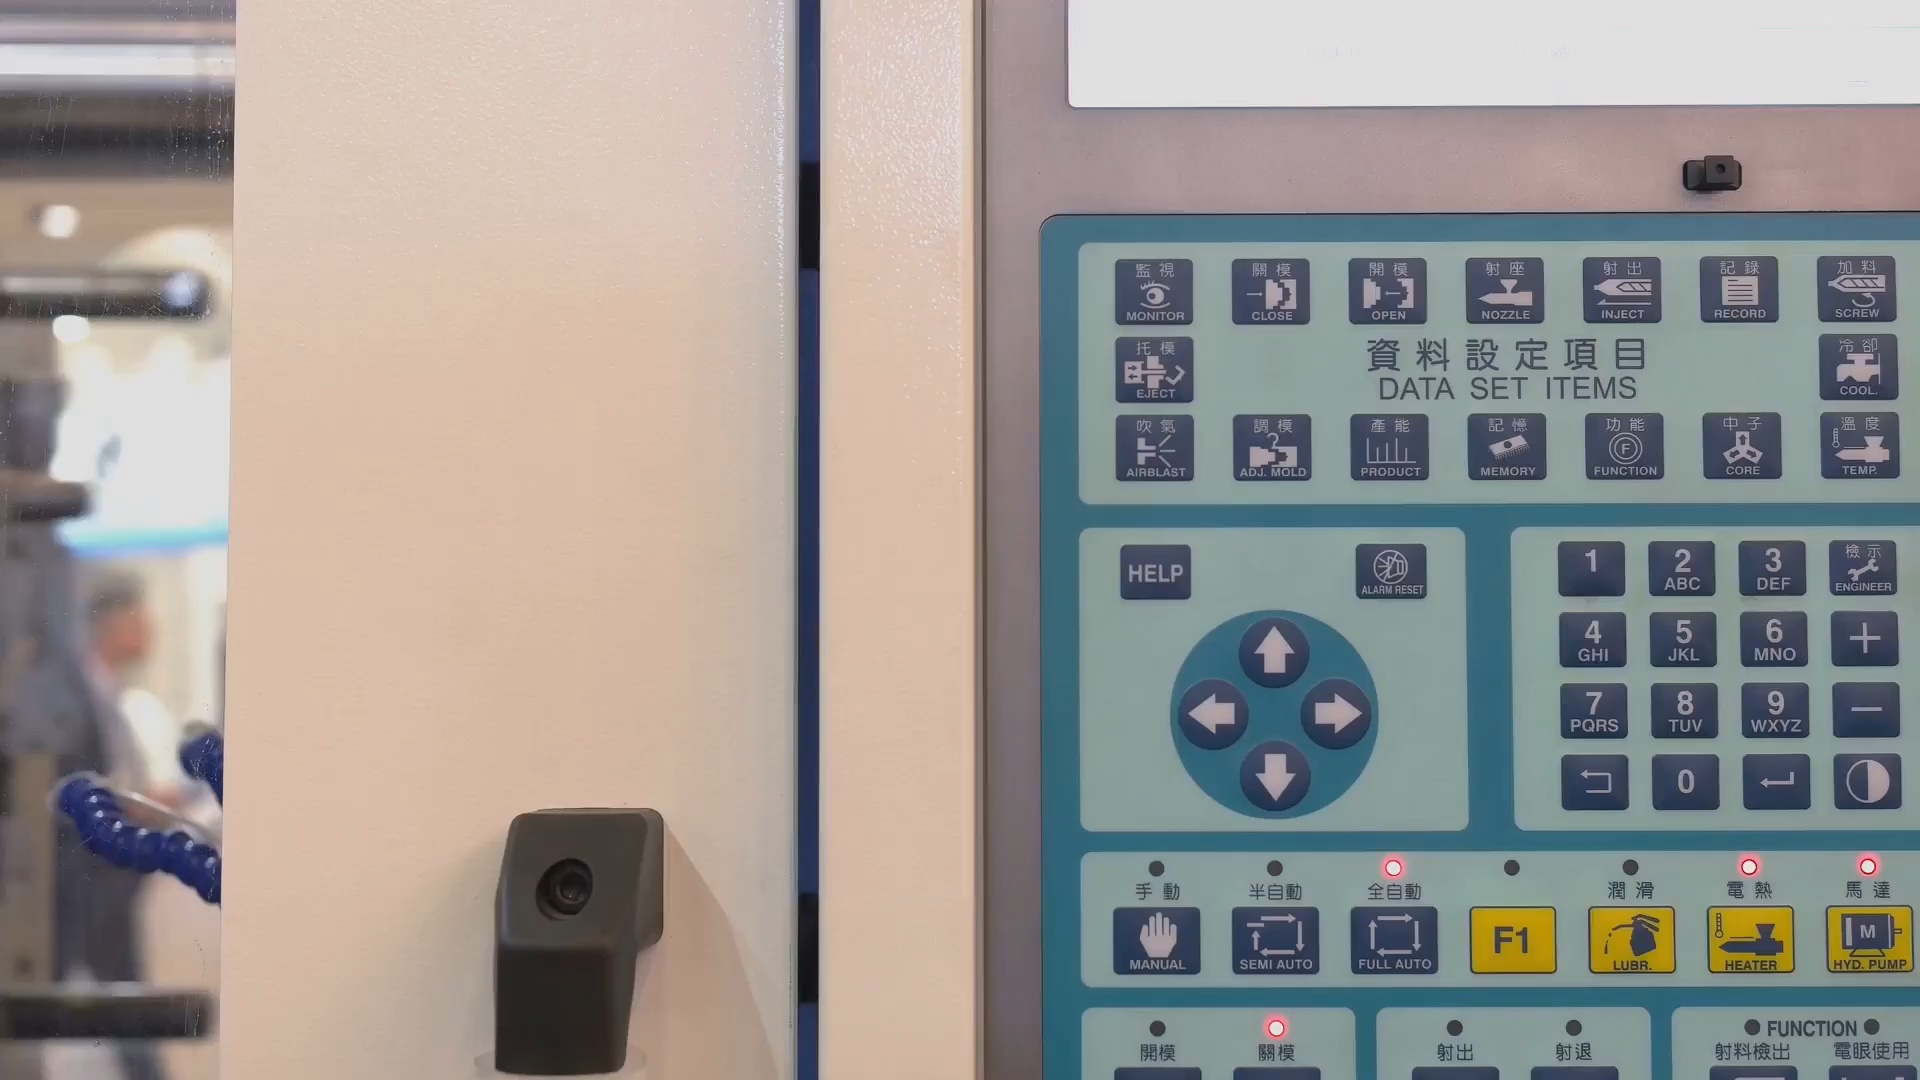 監視 關模 開模 射座 射出 記錄 加料
MONITOR CLOSE OPEN NOZZLE INJECT RECORD SCREW
托模 冷卻
EJECT COOL.
資料設定項目
DATA SET ITEMS
吹氣 調模 產能 記憶 功能 中子 溫度
F
AIRBLAST ADJ. MOLD PRODUCT MEMORY FUNCTION CORE TEMP.
HELP
ALARM RESET
1 2 3 檢示
ABC DEF ENGINEER
4 5 6 +
GHI JKL MNO
7 8 9 −
PQRS TUV WXYZ
0
手動 半自動 全自動 潤滑 電熱 馬達
F1 M
MANUAL SEMI AUTO FULL AUTO LUBR. HEATER HYD. PUMP
FUNCTION
開模 關模 射出 射退 射料檢出 電眼使用